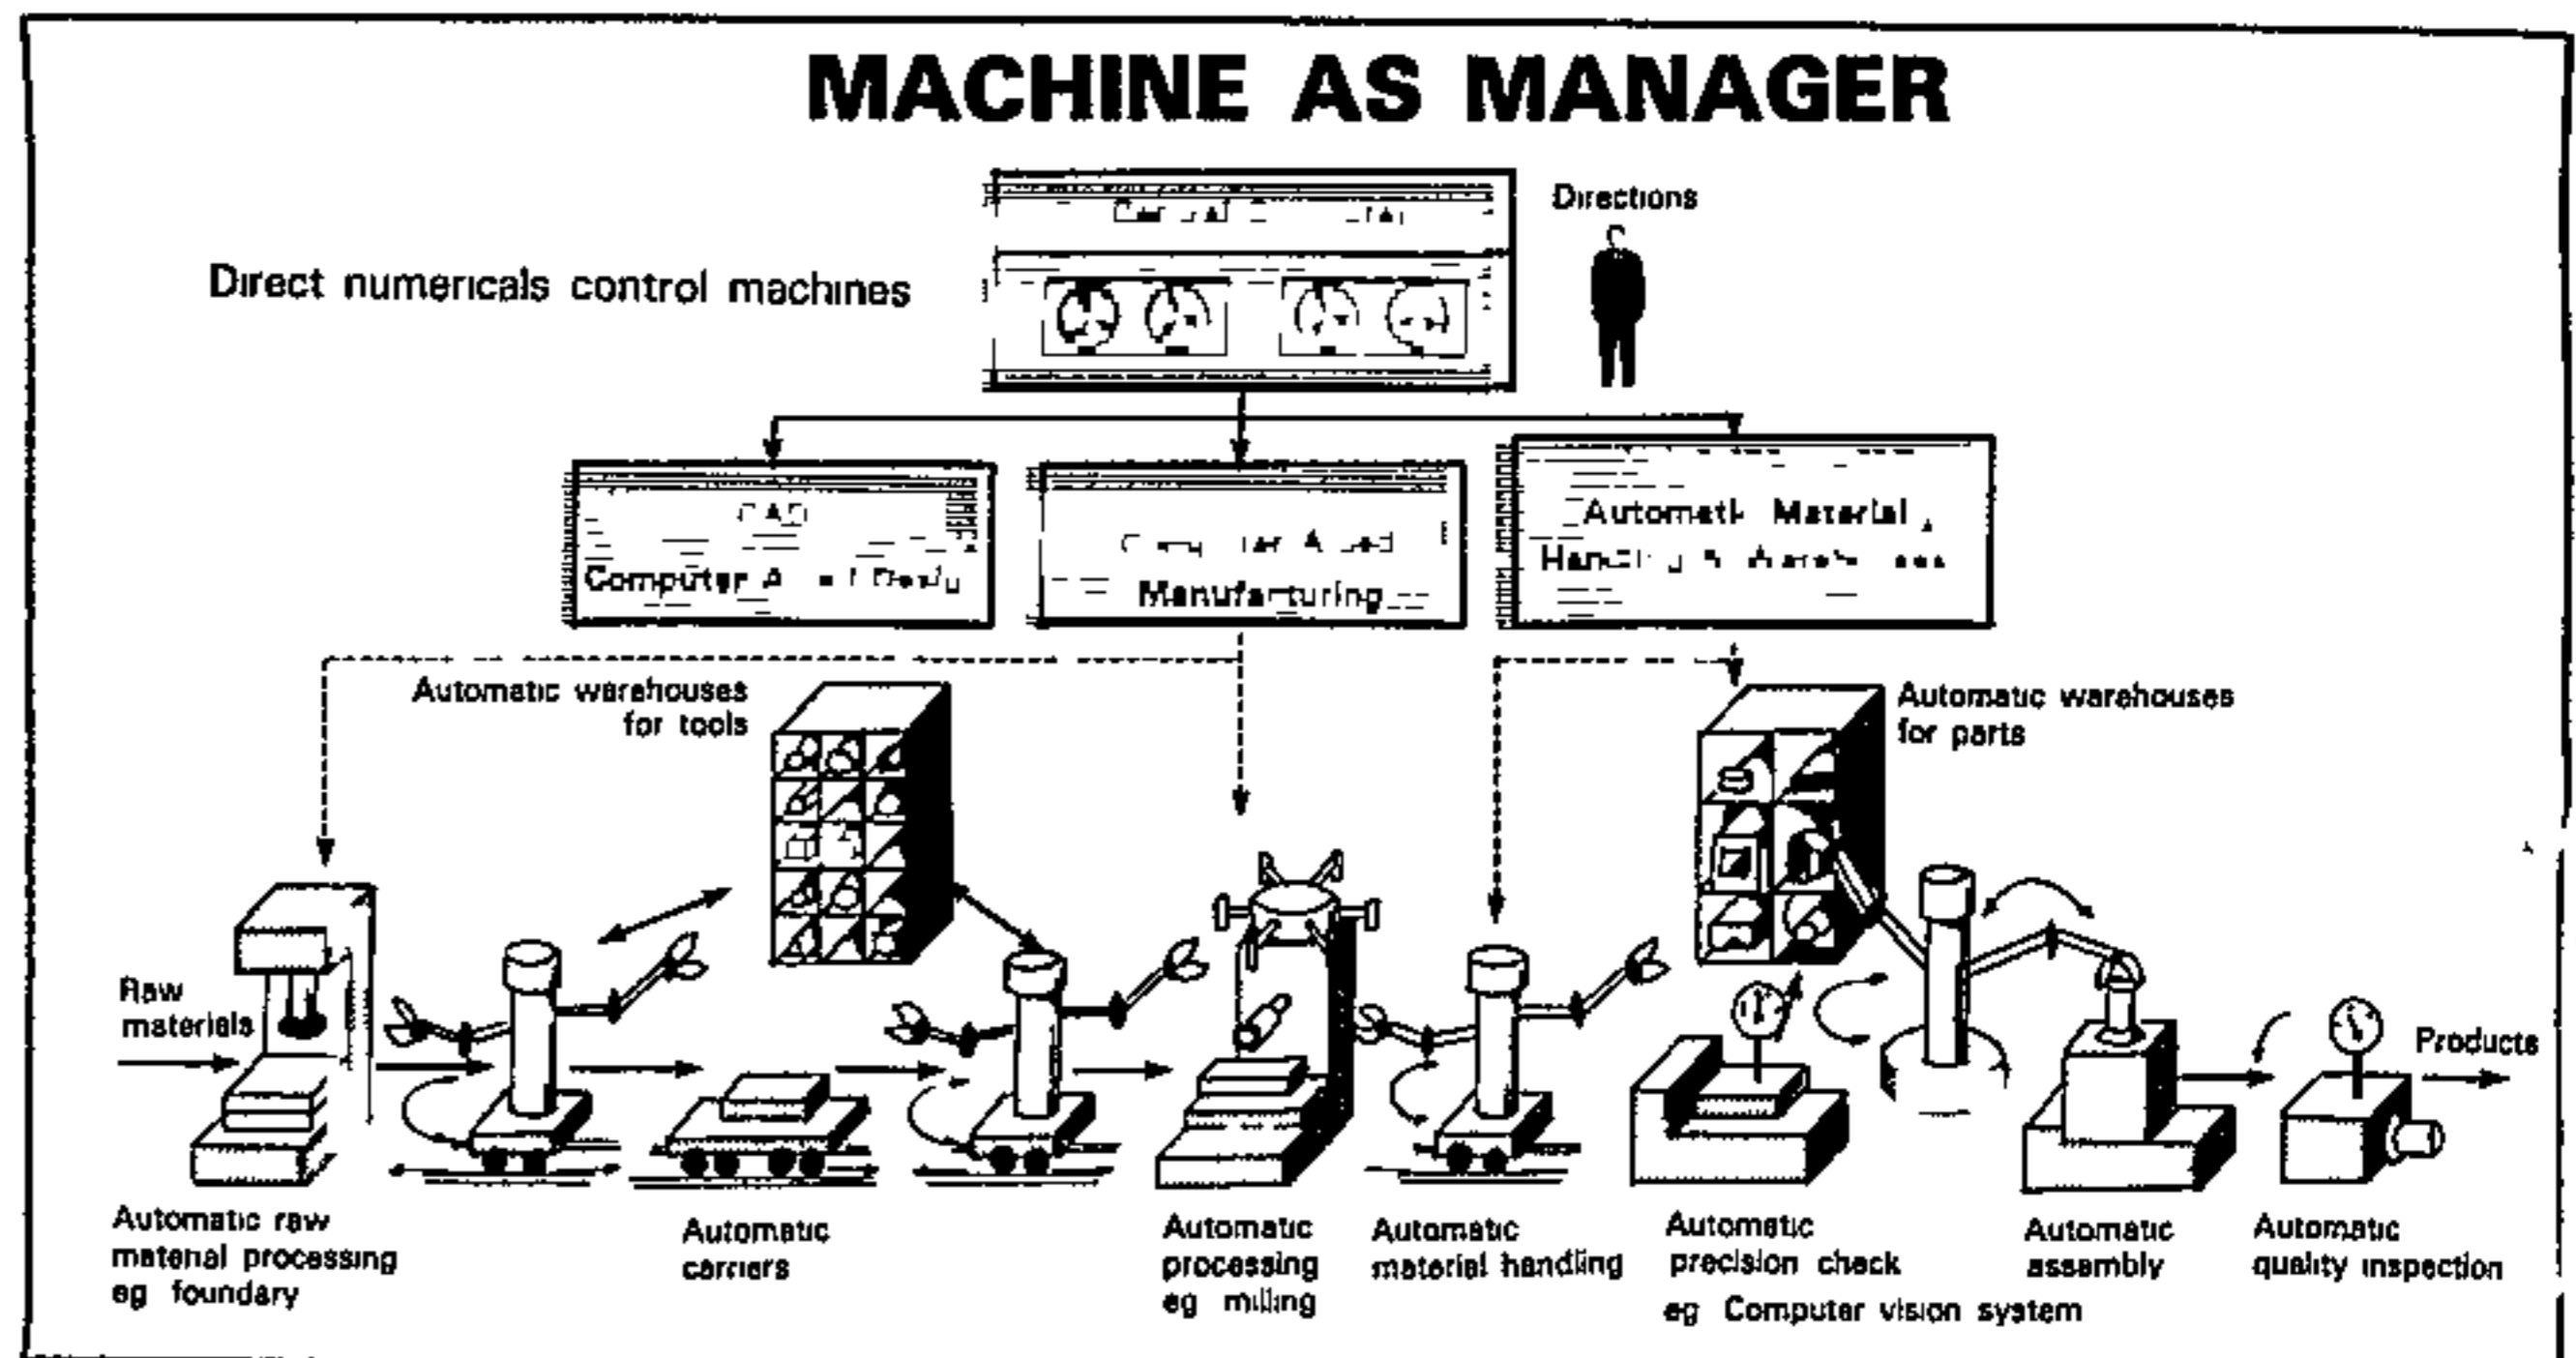 MACHINE AS MANAGER
Directions
Direct numericals control machines
Computer
Manufacturing
Material
Automatic warehouses
for tools
Automatic warehouses
for parts
Raw
materials
Products
Automatic raw
material processing
eg foundary
Automatic
carriers
Automatic
processing
eg milling
Automatic
material handling
Automatic
precision check
eg Computer vision system
Automatic
assembly
Automatic
quality inspection